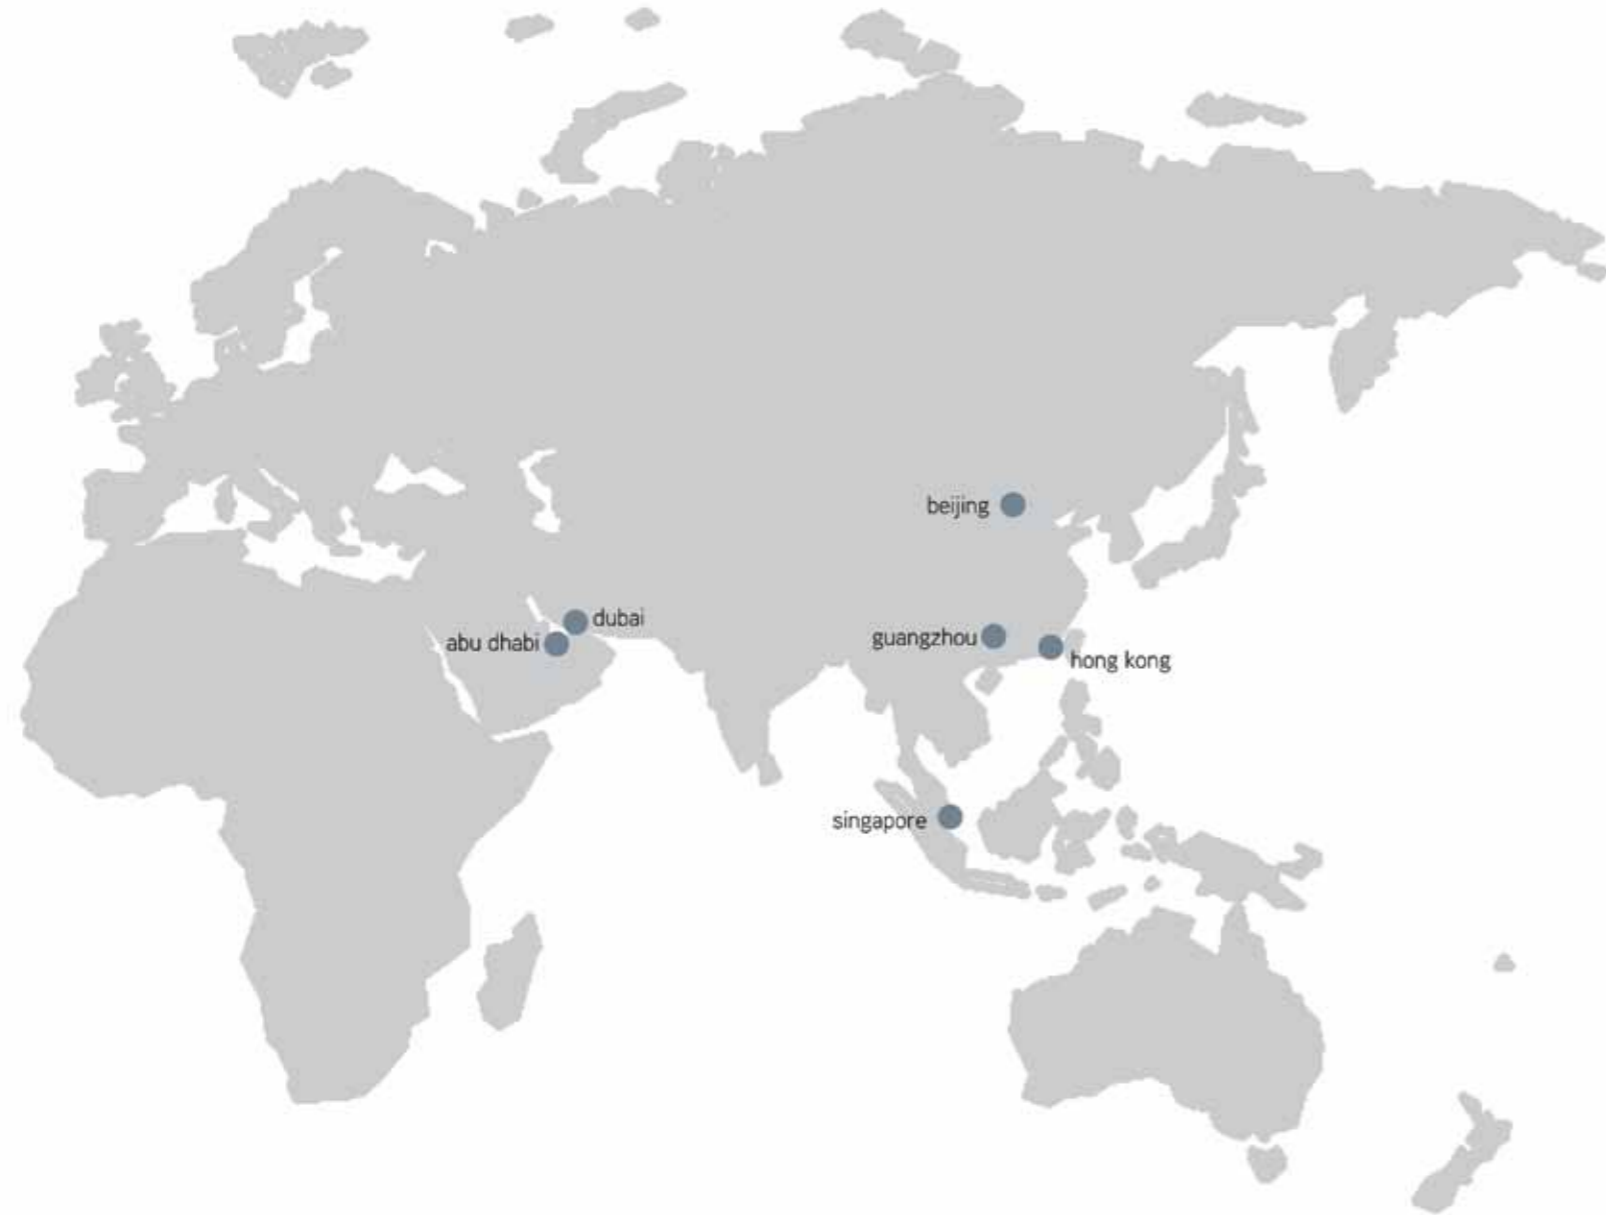 beijing
dubai
abu dhabi
guangzhou
hong kong
singapore